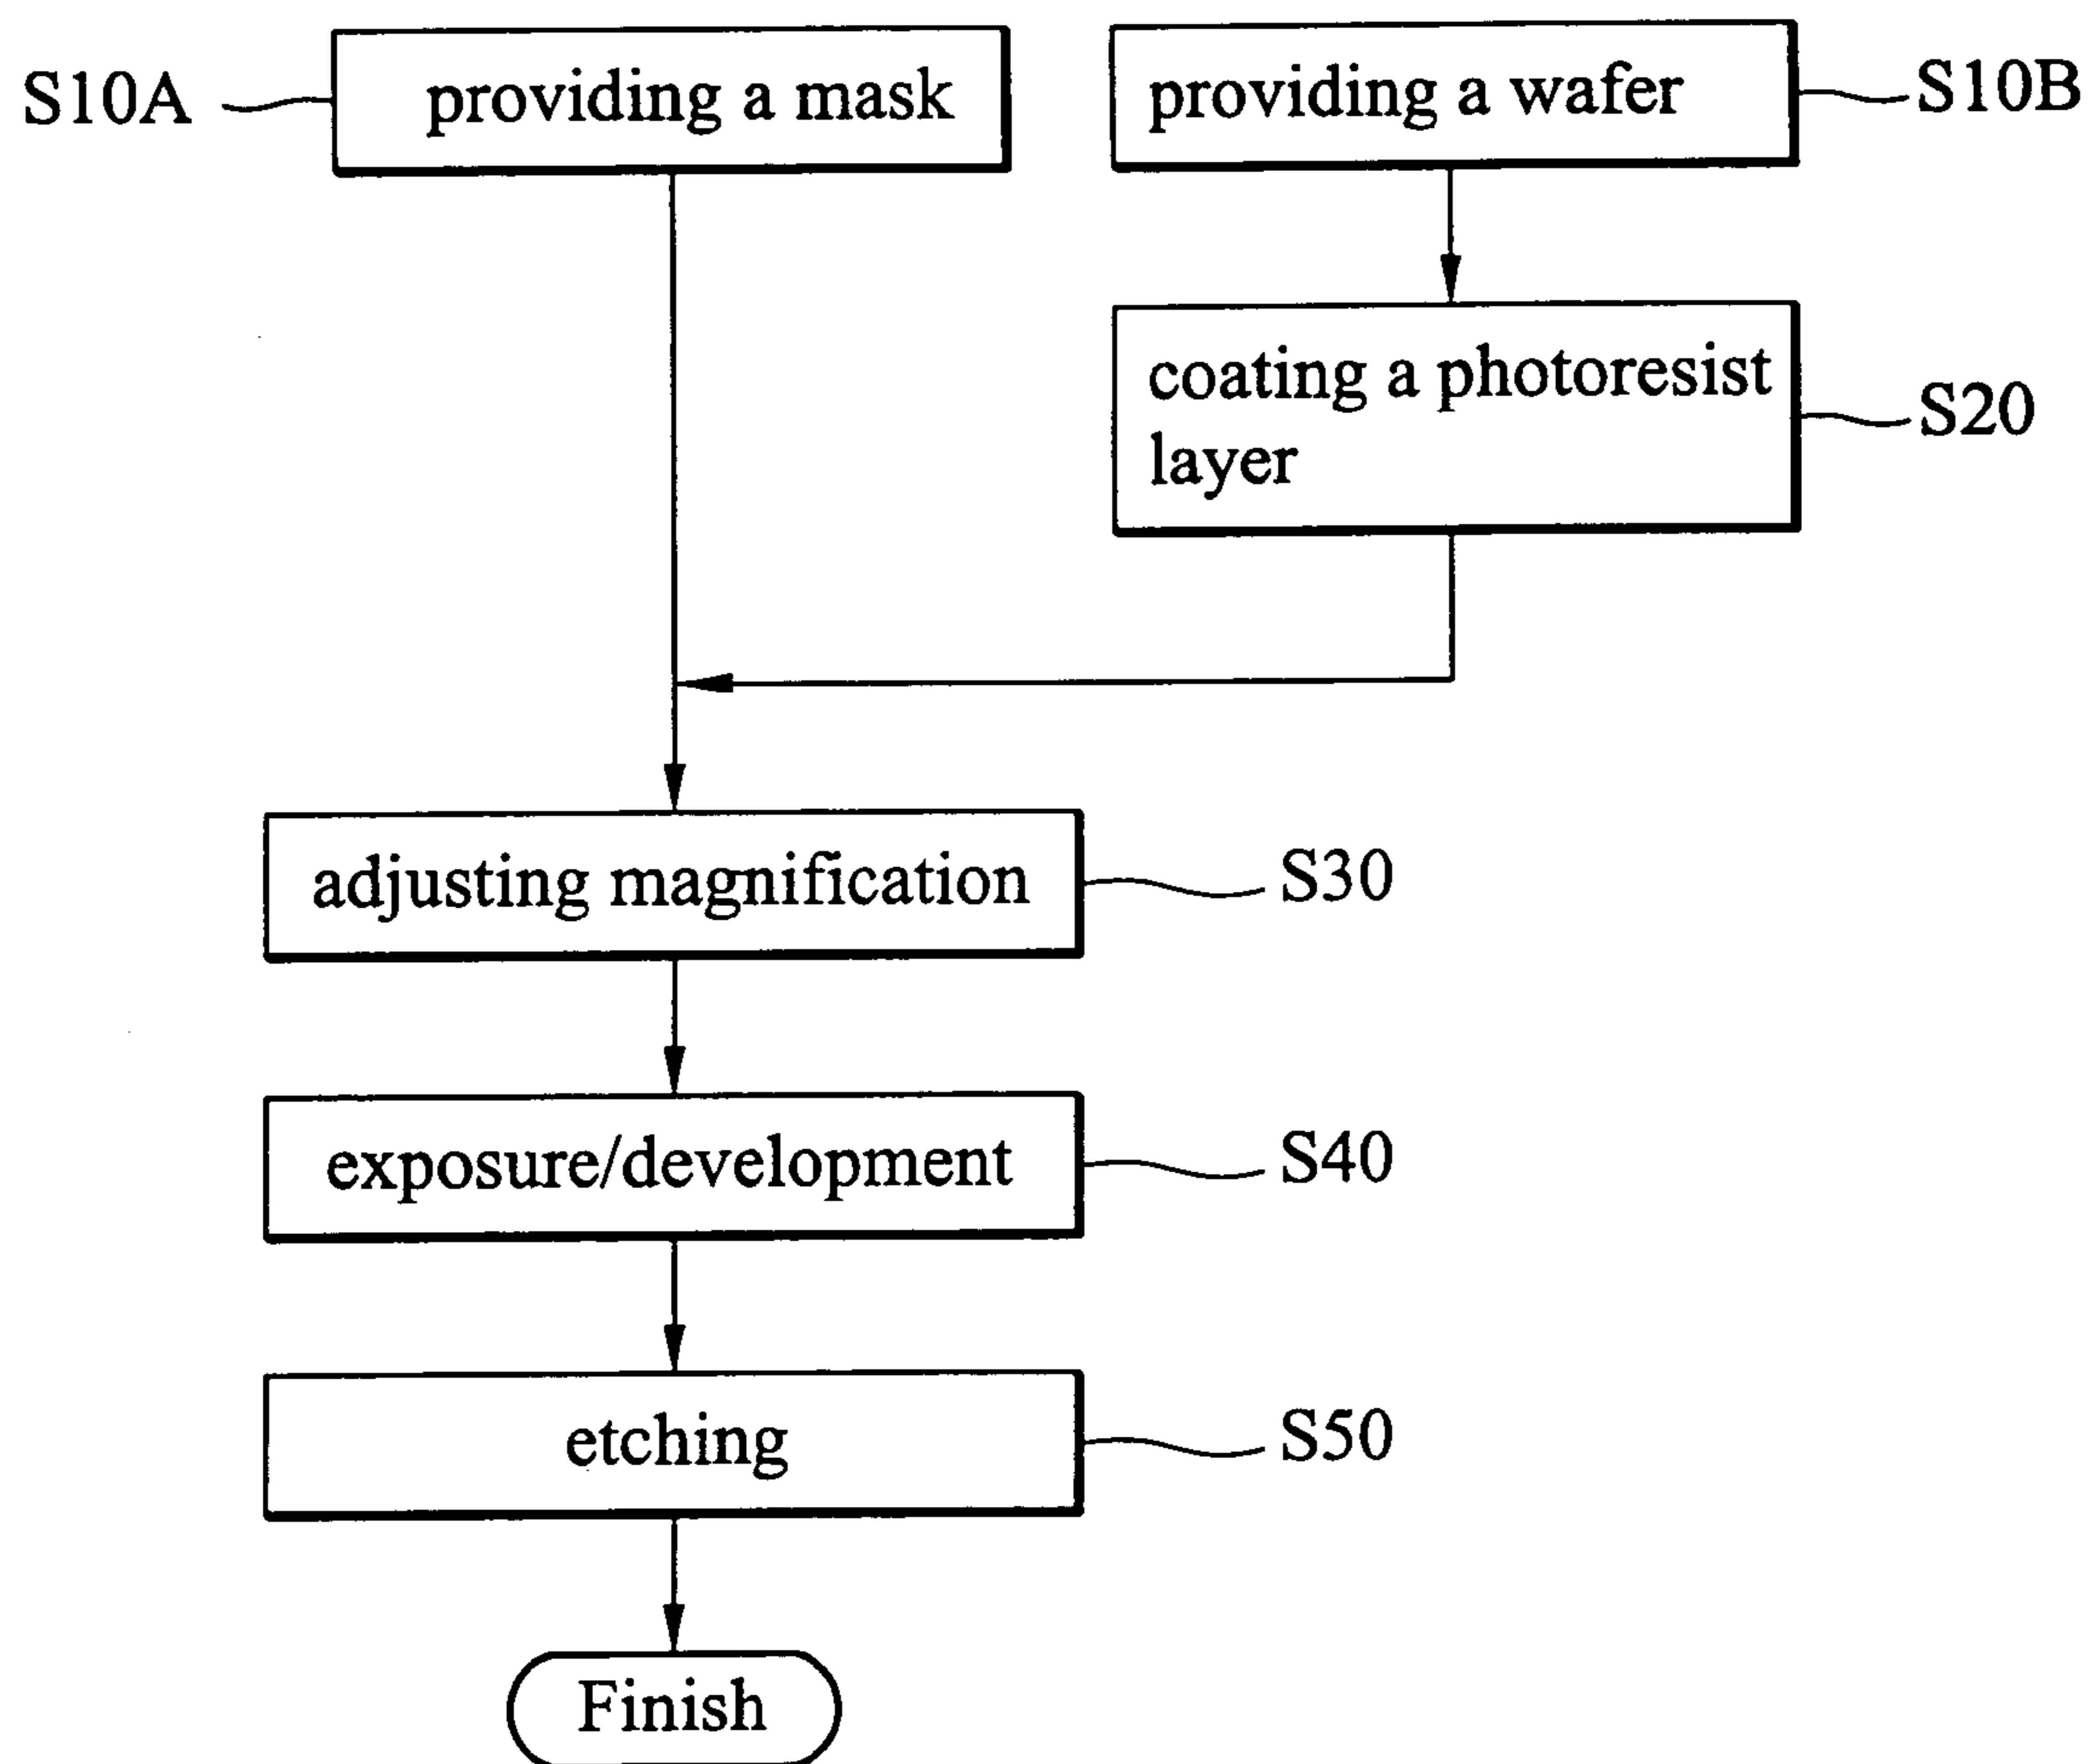 S10A
providing a mask
providing a wafer
S10B
coating a photoresist
layer
S20
adjusting magnification
S30
exposure/development
S40
etching
S50
Finish